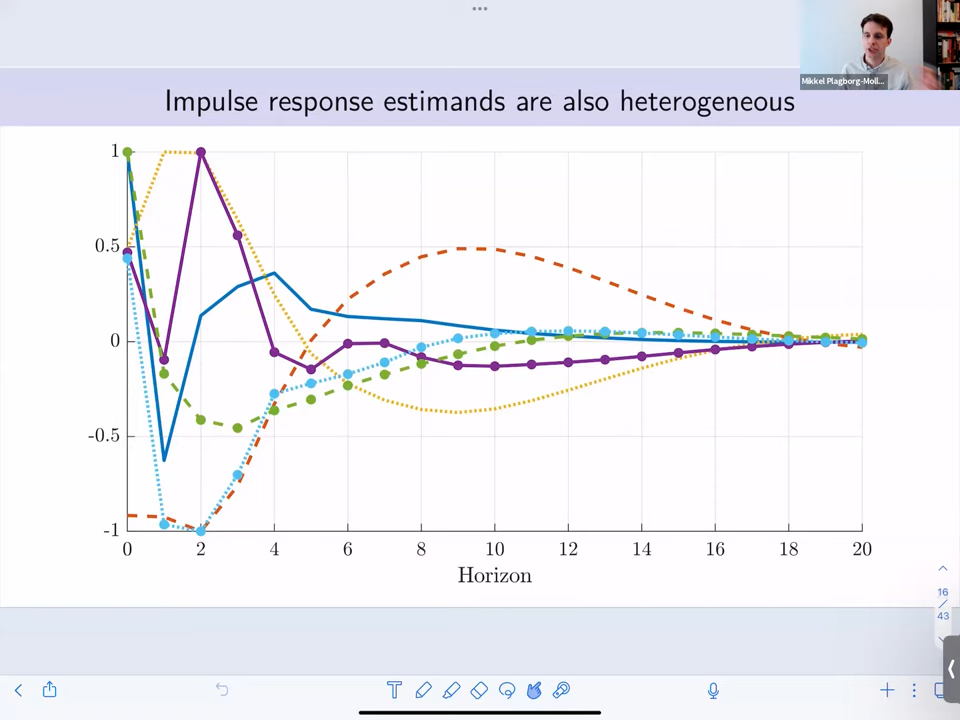 Mikkel Plagborg-Moll...
Impulse response estimands are also heterogeneous
1
0.5
0
-0.5
-1
0 2 4 6 8 10 12 14 16 18 20
Horizon
16
/
43